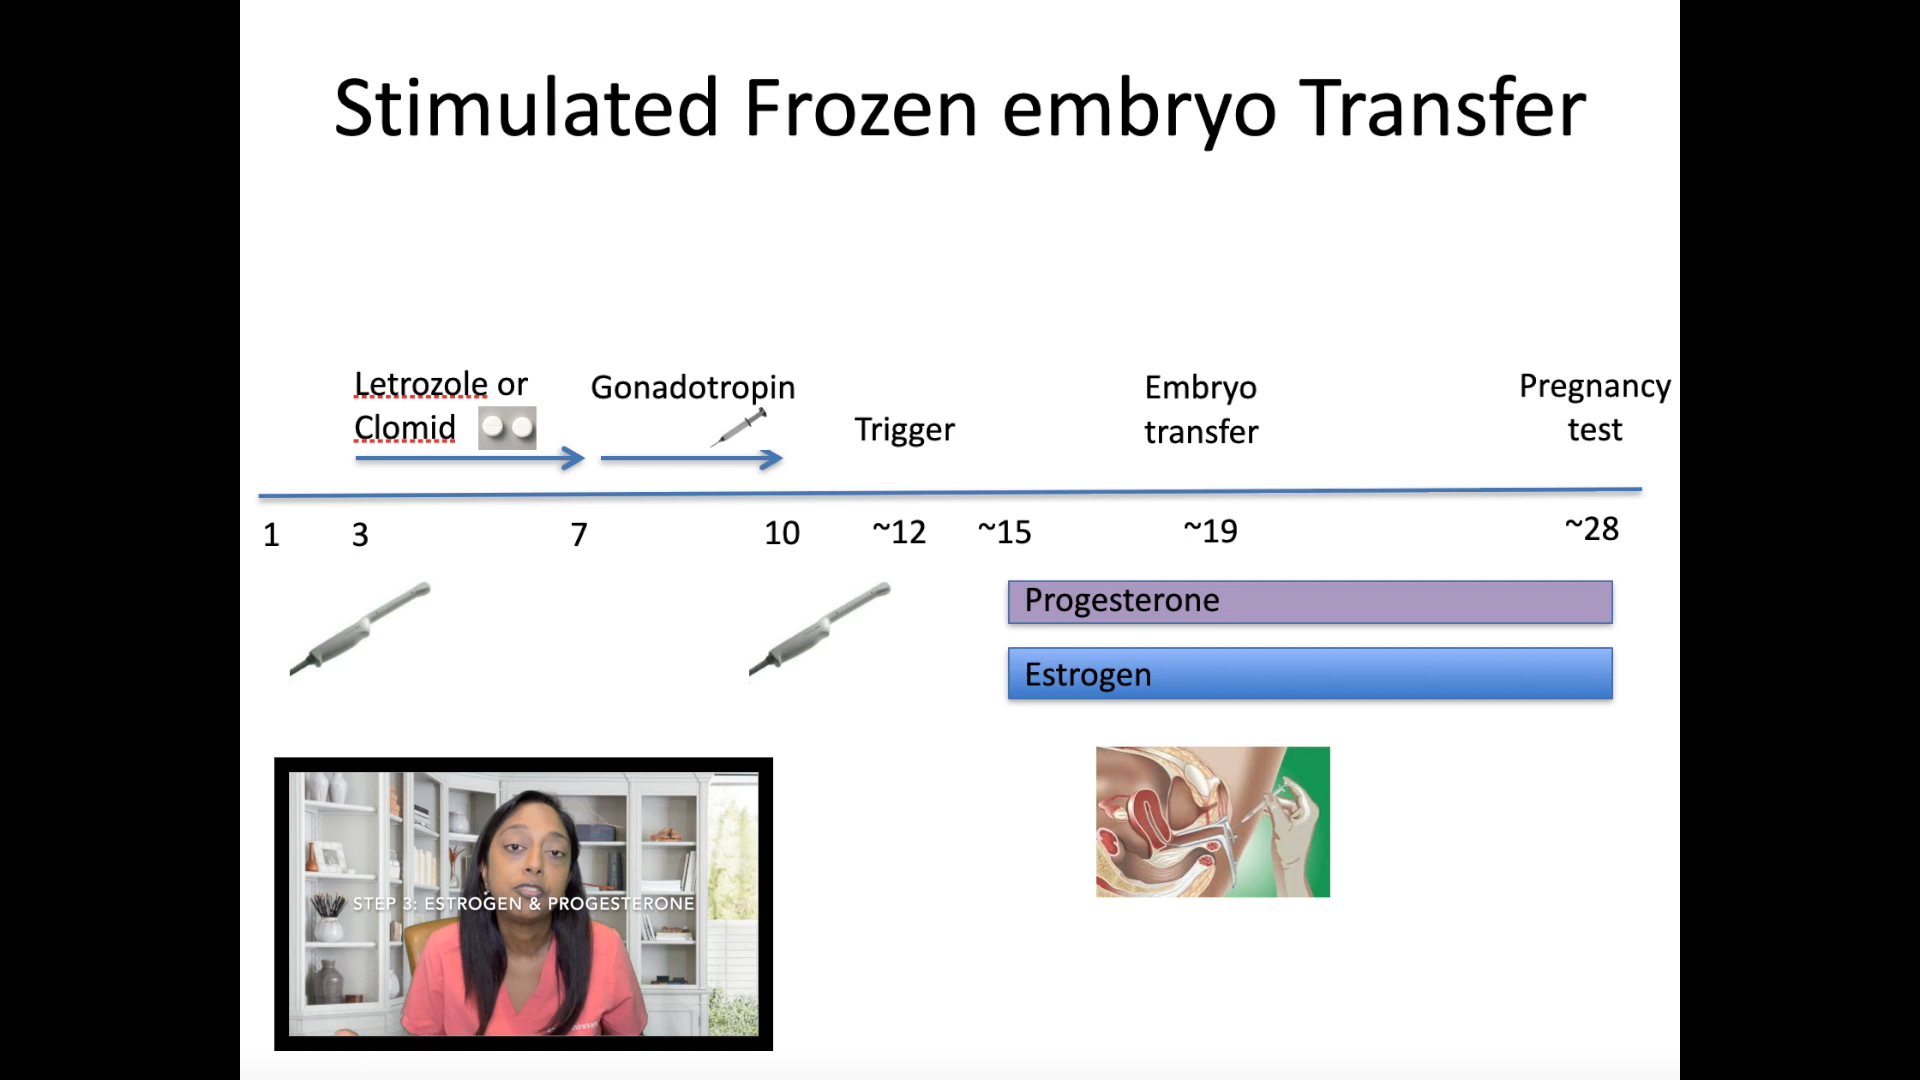 Stimulated Frozen embryo Transfer
Letrozole or
Clomid
Gonadotropin
Trigger
Embryo
transfer
Pregnancy
test
1 3 7 10 ~12 ~15 ~19 ~28
Progesterone
Estrogen
STEP 3: ESTROGEN & PROGESTERONE